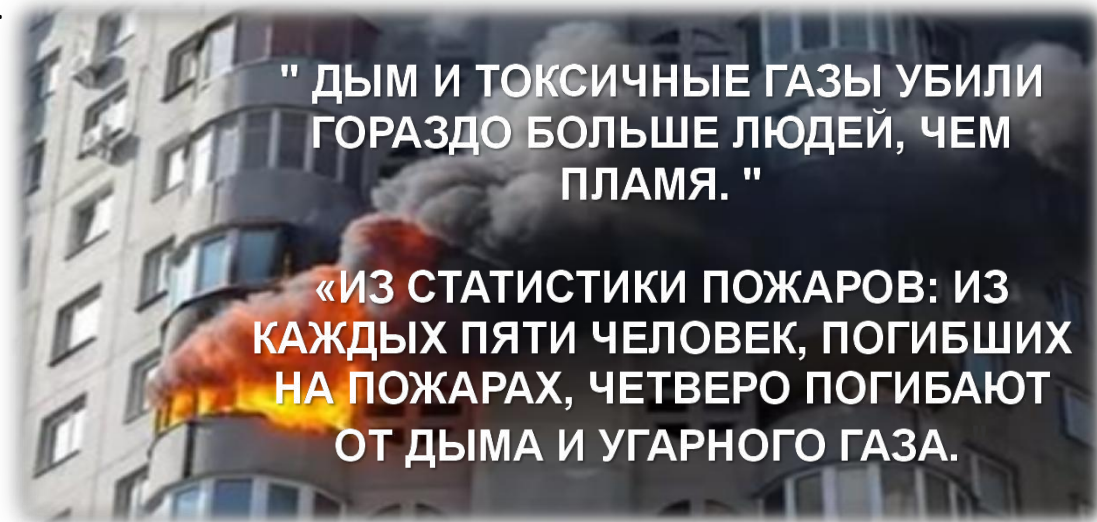 " ДЫМ И ТОКСИЧНЫЕ ГАЗЫ УБИЛИ
ГОРАЗДО БОЛЬШЕ ЛЮДЕЙ, ЧЕМ
ПЛАМЯ. "
«ИЗ СТАТИСТИКИ ПОЖАРОВ: ИЗ
КАЖДЫХ ПЯТИ ЧЕЛОВЕК, ПОГИБШИХ
НА ПОЖАРАХ, ЧЕТВЕРО ПОГИБАЮТ
ОТ ДЫМА И УГАРНОГО ГАЗА.